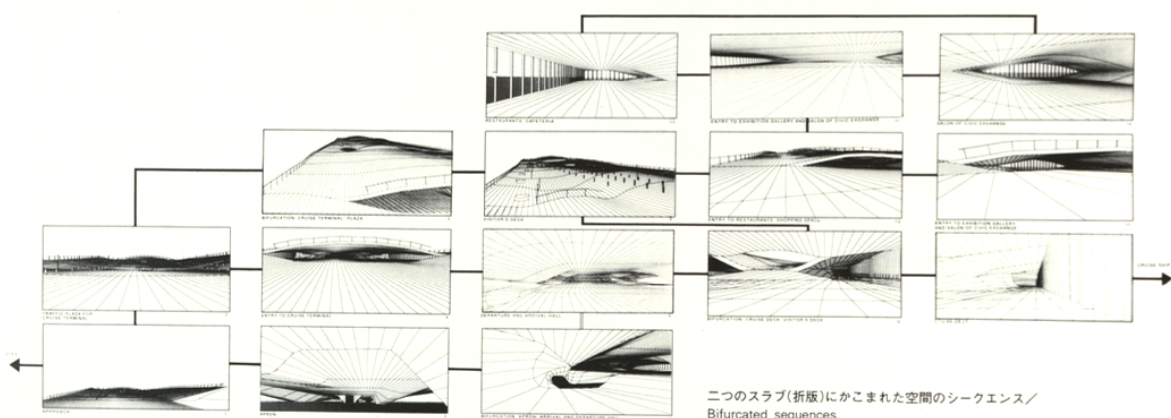 RESTAURANTS, CAFETERIA
ENTRY TO EXHIBITION GALLERY AND SALON OF CIVIC EXCHANGE
SALON OF CIVIC EXCHANGE
BIFURCATION, CRUISE TERMINAL, PLAZA
VISITOR'S DECK
ENTRY TO RESTAURANTS, SHOPPING SPACE
ENTRY TO EXHIBITION GALLERY
AND SALON OF CIVIC EXCHANGE
TRAFFIC PLAZA FOR
CRUISE TERMINAL
ENTRY TO CRUISE TERMINAL
DEPARTURE AND ARRIVAL HALL
BIFURCATION, CRUISE DECK, VISITOR'S DECK
CRUISE DECK
CRUISE SHIP
CITY
APPROACH
APRON
BIFURCATION, APRON, ARRIVAL AND DEPARTURE HALL
二つのスラブ(折版)にかこまれた空間のシークエンス/
Bifurcated sequences